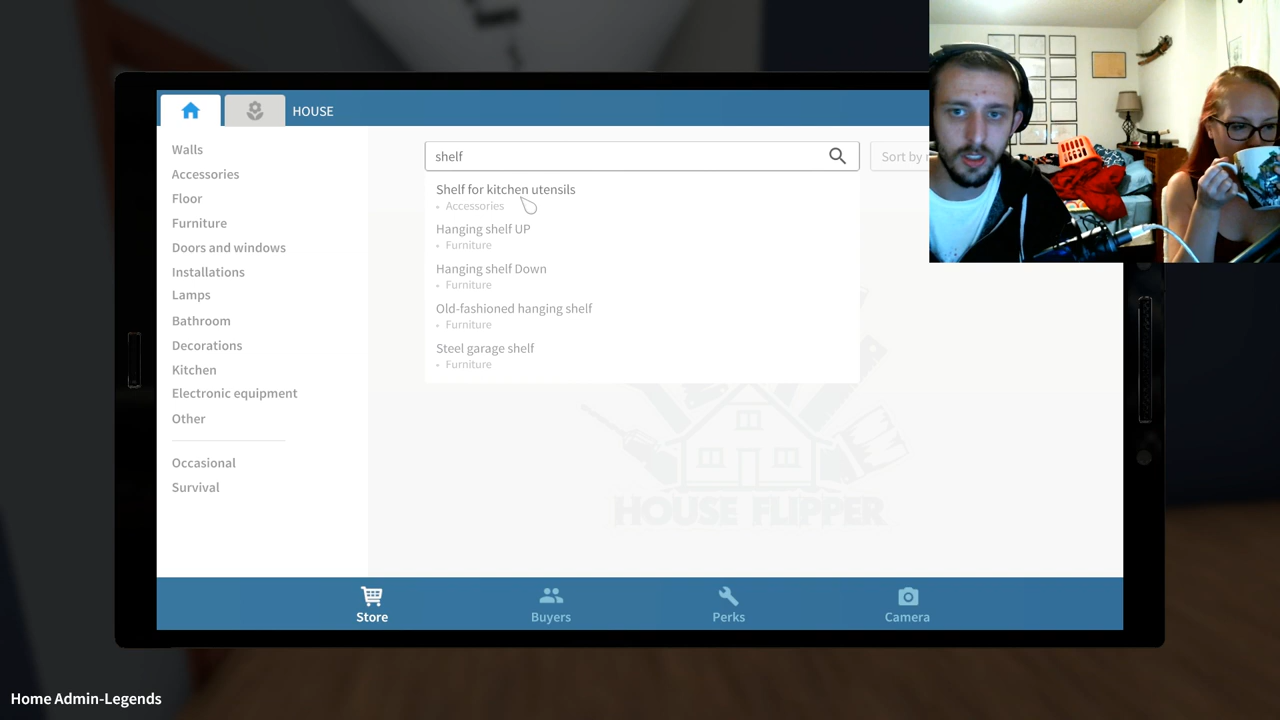 HOUSE
Walls
Accessories
Floor
Furniture
Doors and windows
Installations
Lamps
Bathroom
Decorations
Kitchen
Electronic equipment
Other
Occasional
Survival
shelf
Sort by
Shelf for kitchen utensils
• Accessories
Hanging shelf UP
• Furniture
Hanging shelf Down
• Furniture
Old-fashioned hanging shelf
• Furniture
Steel garage shelf
• Furniture
HOUSE FLIPPER
Store
Buyers
Perks
Camera
Home Admin-Legends